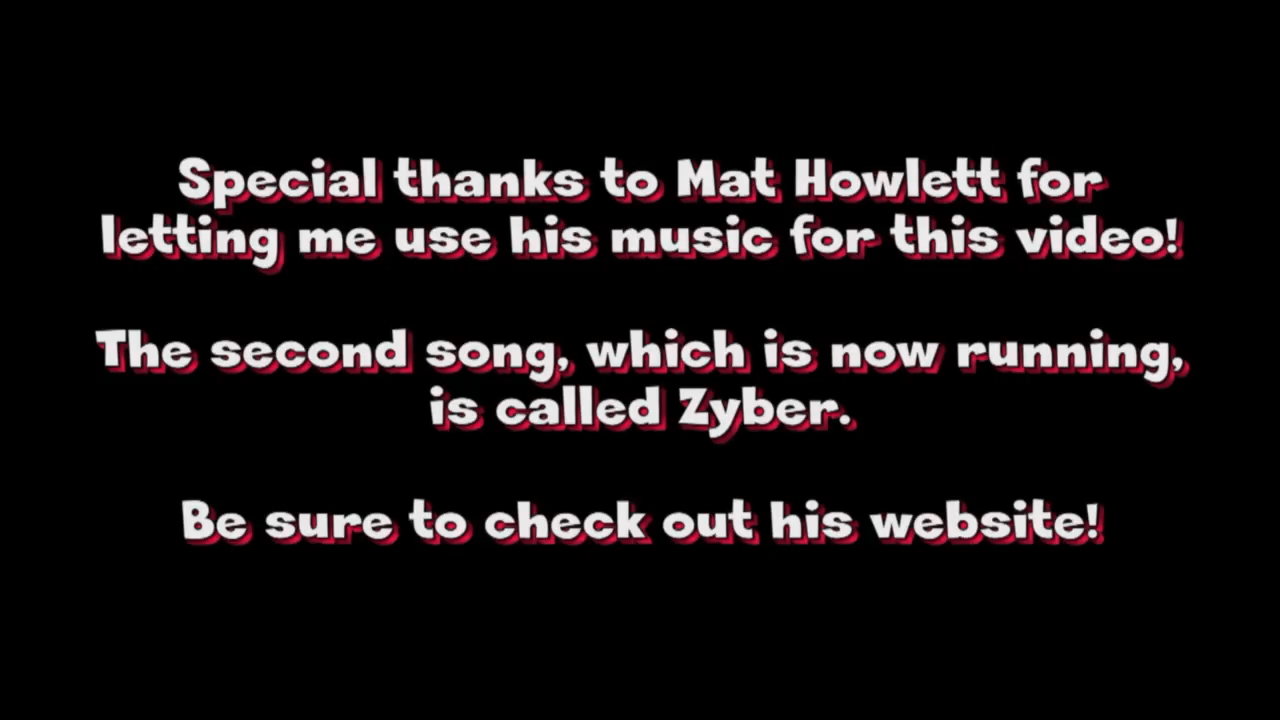 Special thanks to Mat Howlett for
letting me use his music for this video!
The second song, which is now running,
is called Zyber.
Be sure to check out his website!